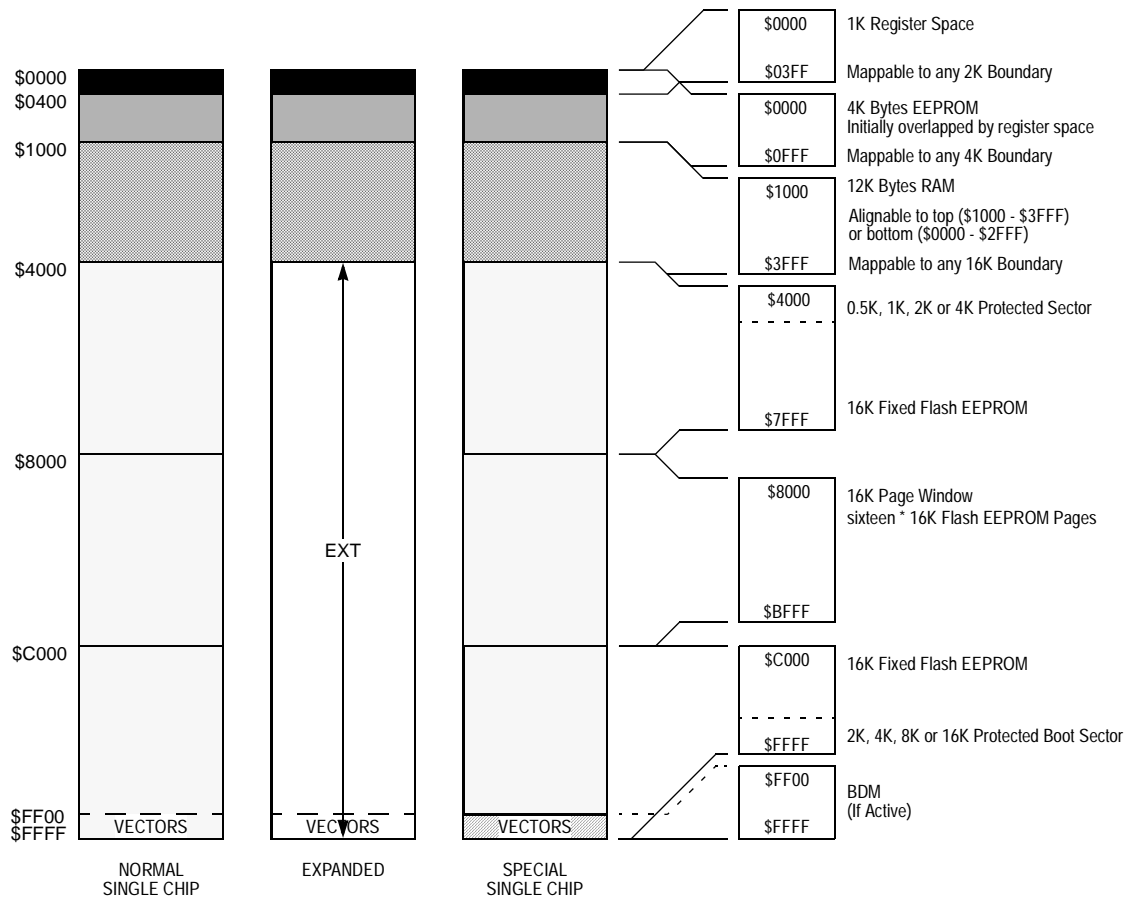 $0000
$0400
$1000
$4000
$8000
$C000
$FF00
$FFFF
EXT
VECTORS
VECTORS
VECTORS
NORMAL
SINGLE CHIP
EXPANDED
SPECIAL
SINGLE CHIP
$0000
1K Register Space
$03FF
Mappable to any 2K Boundary
$0000
4K Bytes EEPROM
Initially overlapped by register space
$0FFF
Mappable to any 4K Boundary
$1000
12K Bytes RAM
Alignable to top ($1000 - $3FFF)
or bottom ($0000 - $2FFF)
$3FFF
Mappable to any 16K Boundary
$4000
0.5K, 1K, 2K or 4K Protected Sector
$7FFF
16K Fixed Flash EEPROM
$8000
16K Page Window
sixteen * 16K Flash EEPROM Pages
$BFFF
$C000
16K Fixed Flash EEPROM
2K, 4K, 8K or 16K Protected Boot Sector
$FFFF
$FF00
BDM
(If Active)
$FFFF